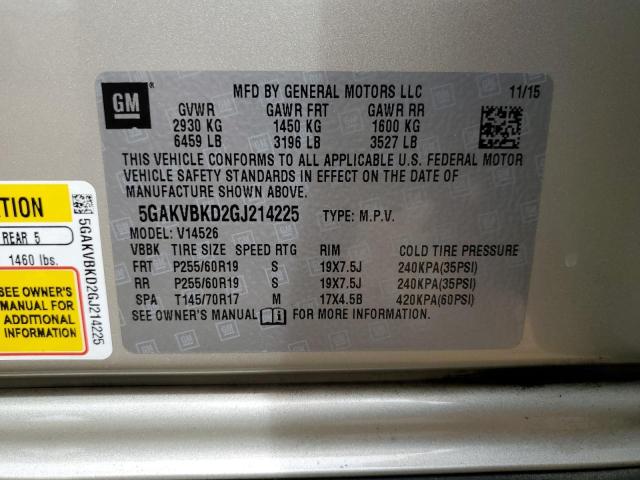 GM
®
MFD BY GENERAL MOTORS LLC 11/15
GVWR GAWR FRT GAWR RR
2930 KG 1450 KG 1600 KG
6459 LB 3196 LB 3527 LB
THIS VEHICLE CONFORMS TO ALL APPLICABLE U.S. FEDERAL MOTOR
VEHICLE SAFETY STANDARDS IN EFFECT ON THE DATE OF
MANUFACTURE SHOWN ABOVE.
5GAKVBKD2GJ214225 TYPE: M.P.V.
MODEL: V14526
VBBK TIRE SIZE SPEED RTG RIM COLD TIRE PRESSURE
FRT P255/60R19 S 19X7.5J 240KPA(35PSI)
RR P255/60R19 S 19X7.5J 240KPA(35PSI)
SPA T145/70R17 M 17X4.5B 420KPA(60PSI)
SEE OWNER'S MANUAL FOR MORE INFORMATION.
REAR 5
1460 lbs.
SEE OWNER'S
MANUAL FOR
ADDITIONAL
INFORMATION
5GAKVBKD2GJ214225